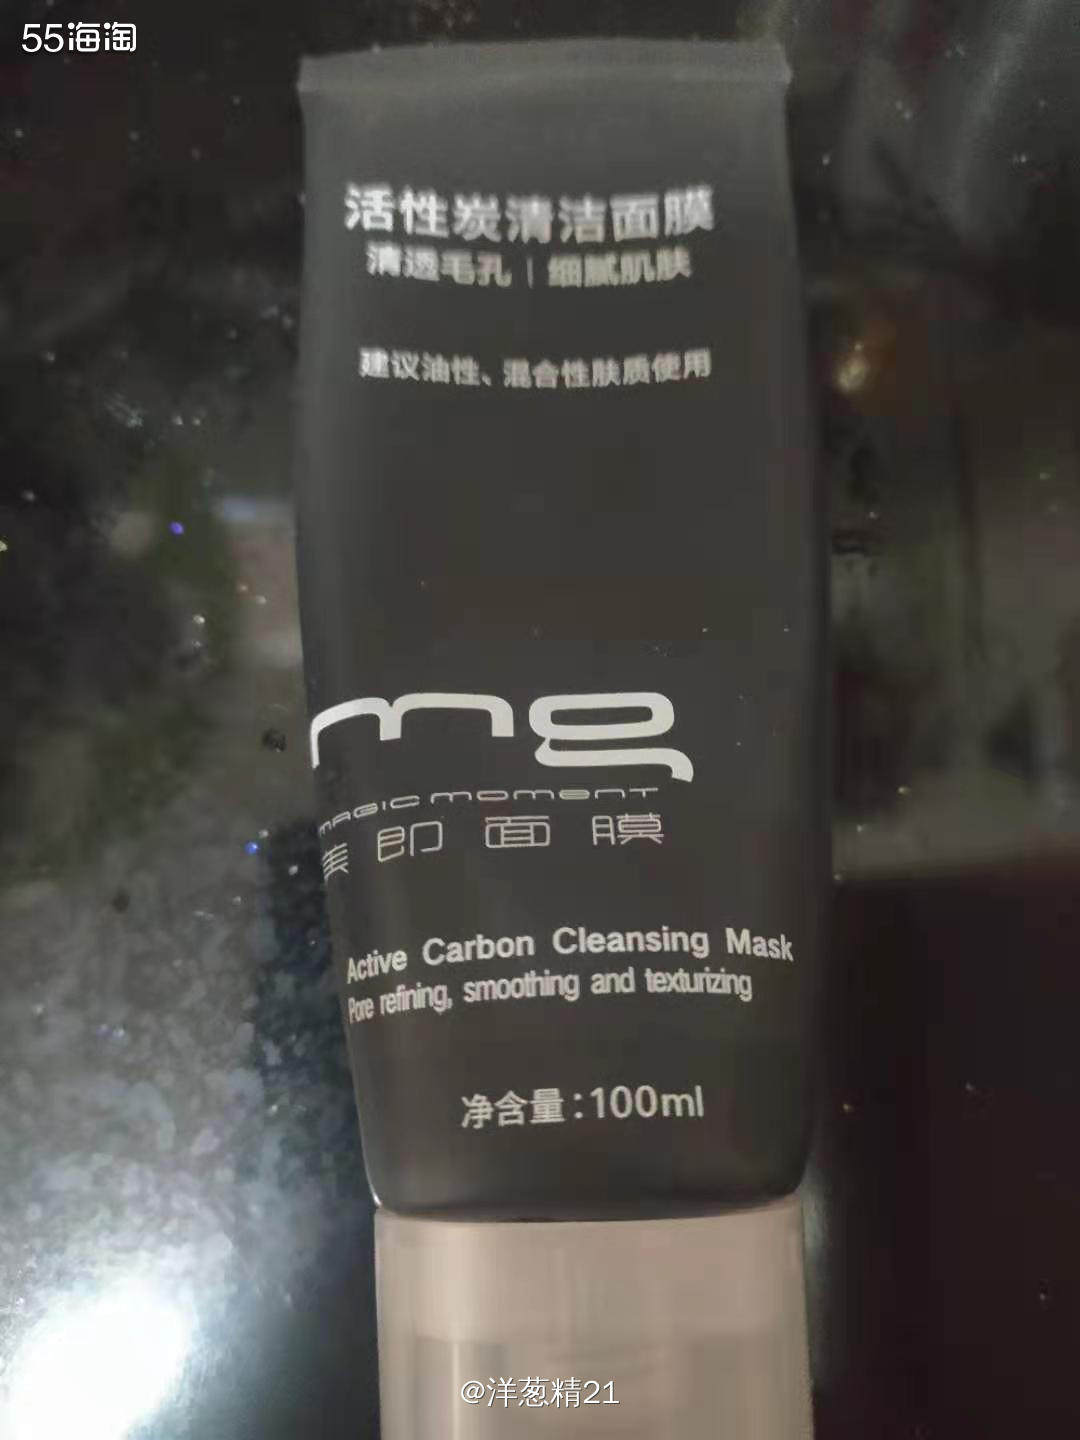 55海淘
活性炭清洁面膜
清透毛孔 | 细腻肌肤
建议油性、混合性肤质使用
mg
MAGIC MOMENT
美即面膜
Active Carbon Cleansing Mask
Pore refining, smoothing and texturizing
净含量:100ml
@洋葱精21